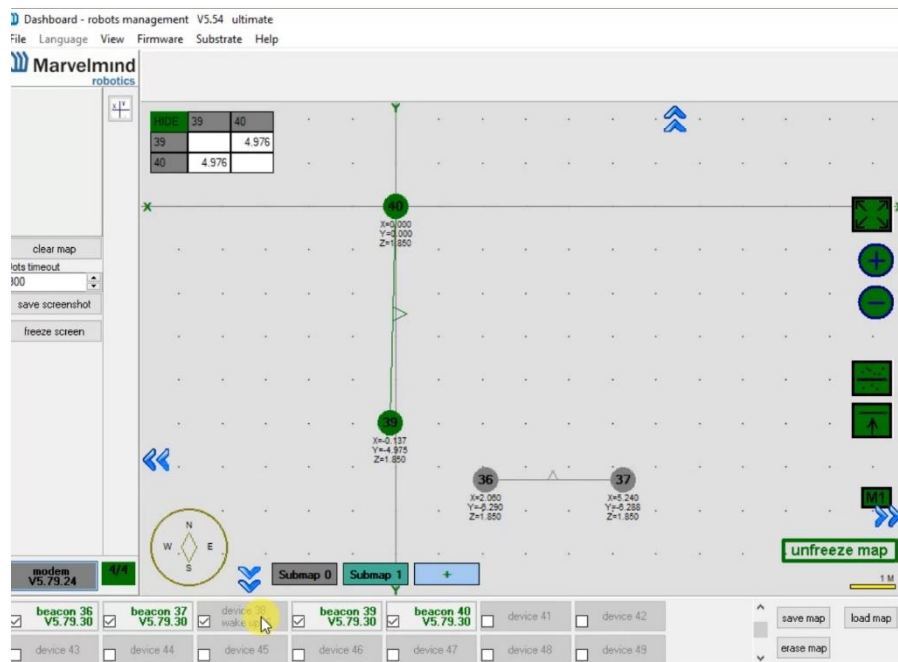 Dashboard - robots management V5.54 ultimate
File Language View Firmware Substrate Help
Marvelmind
robotics
x y
HIDE 39 40
39 4.976
40 4.976
Y
X
X
40
X=0.000
Y=0.000
Z=1.850
clear map
dots timeout
300
save screenshot
freeze screen
39
X=-0.137
Y=-4.975
Z=1.850
36
X=2.060
Y=-6.290
Z=1.850
37
X=5.240
Y=-6.288
Z=1.850
M1
N
W E
S
unfreeze map
modem
V5.79.24
4/4
Submap 0 Submap 1 +
Y
1 M
beacon 36
V5.79.30
beacon 37
V5.79.30
device 38
wake up
beacon 39
V5.79.30
beacon 40
V5.79.30
device 41
device 42
save map
load map
device 43
device 44
device 45
device 46
device 47
device 48
device 49
erase map